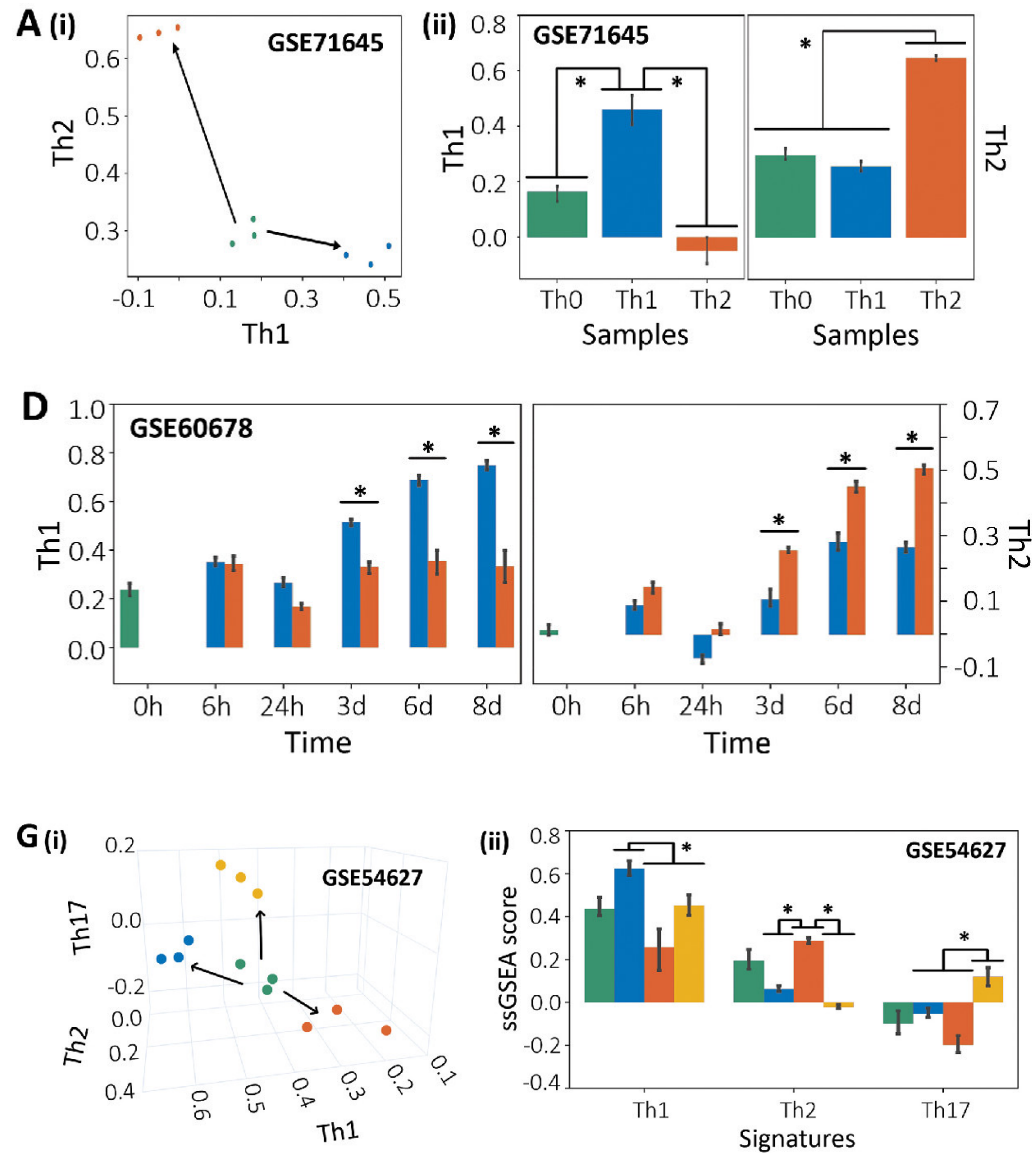 A (i)
GSE71645
Th2
0.6
0.5
0.4
0.3
-0.1
0.1
0.3
0.5
Th1
(ii)
GSE71645
Th1
0.8
0.6
0.4
0.2
0.0
*
*
*
Th2
Th0
Th1
Th2
Samples
Th0
Th1
Th2
Samples
D
GSE60678
Th1
1.0
0.8
0.6
0.4
0.2
0.0
*
*
*
0h
6h
24h
3d
6d
8d
Time
*
*
*
0.7
0.5
0.3
0.1
-0.1
Th2
0h
6h
24h
3d
6d
8d
Time
G (i)
GSE54627
Th17
0.2
0.0
-0.2
Th2
0.0
0.2
0.4
0.6
0.5
0.4
0.3
0.2
0.1
Th1
(ii)
GSE54627
ssGSEA score
0.8
0.6
0.4
0.2
0.0
-0.2
-0.4
*
*
*
*
Th1
Th2
Th17
Signatures